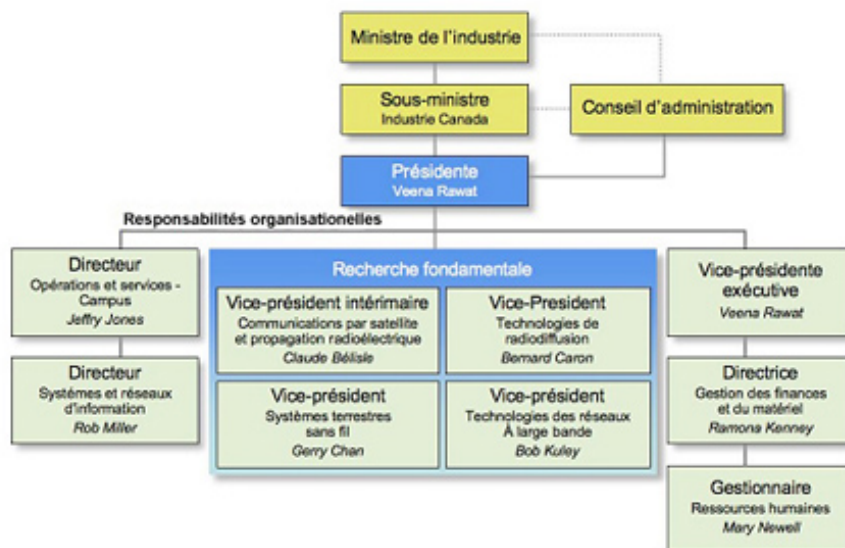 Ministre de l'industrie
Sous-ministre
Industrie Canada
Conseil d'administration
Présidente
Veena Rawat
Responsabilités organisationelles
Directeur
Opérations et services -
Campus
Jeffry Jones
Directeur
Systèmes et réseaux
d'information
Rob Miller
Recherche fondamentale
Vice-président intérimaire
Communications par satellite
et propagation radioélectrique
Claude Bélisle
Vice-President
Technologies de
radiodiffusion
Bernard Caron
Vice-président
Systèmes terrestres
sans fil
Gerry Chan
Vice-président
Technologies des réseaux
À large bande
Bob Kuley
Vice-présidente
exécutive
Veena Rawat
Directrice
Gestion des finances
et du matériel
Ramona Kenney
Gestionnaire
Ressources humaines
Mary Newell